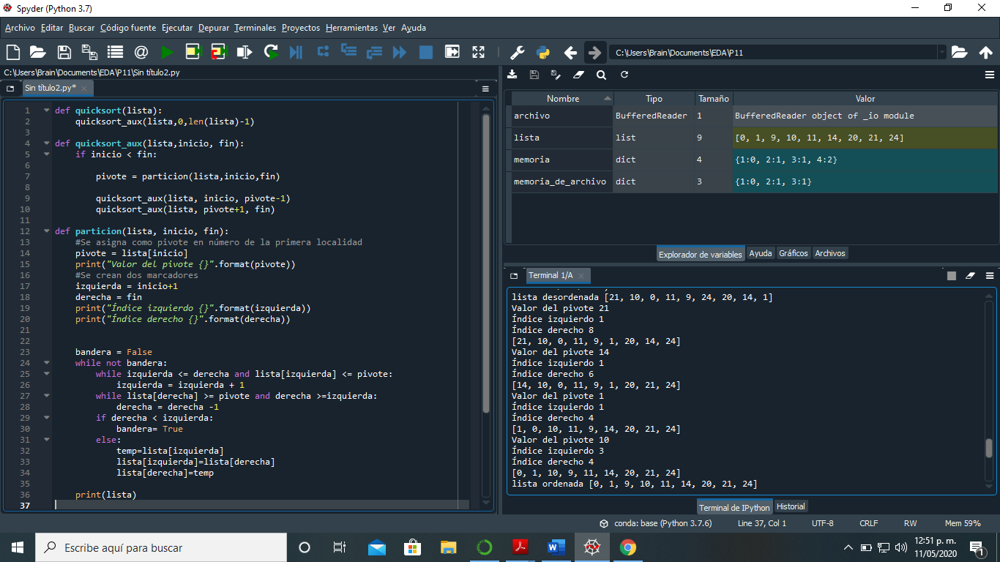 Spyder (Python 3.7)
Archivo Editar Buscar Código fuente Ejecutar Depurar Terminales Proyectos Herramientas Ver Ayuda
C:\Users\Brain\Documents\EDA\P11
C:\Users\Brain\Documents\EDA\P11\Sin título2.py
Sin título2.py*
1 def quicksort(lista):
2     quicksort_aux(lista,0,len(lista)-1)
3
4 def quicksort_aux(lista,inicio, fin):
5     if inicio < fin:
6
7         pivote = particion(lista,inicio,fin)
8
9         quicksort_aux(lista, inicio, pivote-1)
10         quicksort_aux(lista, pivote+1, fin)
11
12 def particion(lista, inicio, fin):
13     #Se asigna como pivote en número de la primera localidad
14     pivote = lista[inicio]
15     print("Valor del pivote {}".format(pivote))
16     #Se crean dos marcadores
17     izquierda = inicio+1
18     derecha = fin
19     print("Índice izquierdo {}".format(izquierda))
20     print("Índice derecho {}".format(derecha))
21
22
23     bandera = False
24     while not bandera:
25         while izquierda <= derecha and lista[izquierda] <= pivote:
26             izquierda = izquierda + 1
27         while lista[derecha] >= pivote and derecha >=izquierda:
28             derecha = derecha -1
29         if derecha < izquierda:
30             bandera= True
31         else:
32             temp=lista[izquierda]
33             lista[izquierda]=lista[derecha]
34             lista[derecha]=temp
35
36     print(lista)
37
Nombre Tipo Tamaño Valor
archivo BufferedReader 1 BufferedReader object of _io module
lista list 9 [0, 1, 9, 10, 11, 14, 20, 21, 24]
memoria dict 4 {1:0, 2:1, 3:1, 4:2}
memoria_de_archivo dict 3 {1:0, 2:1, 3:1}
Explorador de variables Ayuda Gráficos Archivos
Terminal 1/A
lista desordenada [21, 10, 0, 11, 9, 24, 20, 14, 1]
Valor del pivote 21
Índice izquierdo 1
Índice derecho 8
[21, 10, 0, 11, 9, 1, 20, 14, 24]
Valor del pivote 14
Índice izquierdo 1
Índice derecho 6
[14, 10, 0, 11, 9, 1, 20, 21, 24]
Valor del pivote 1
Índice izquierdo 1
Índice derecho 4
[1, 0, 10, 11, 9, 14, 20, 21, 24]
Valor del pivote 10
Índice izquierdo 3
Índice derecho 4
[0, 1, 10, 9, 11, 14, 20, 21, 24]
lista ordenada [0, 1, 9, 10, 11, 14, 20, 21, 24]
Terminal de IPython Historial
conda: base (Python 3.7.6) Line 37, Col 1 UTF-8 CRLF RW Mem 59%
Escribe aquí para buscar
12:51 p. m.
11/05/2020
1